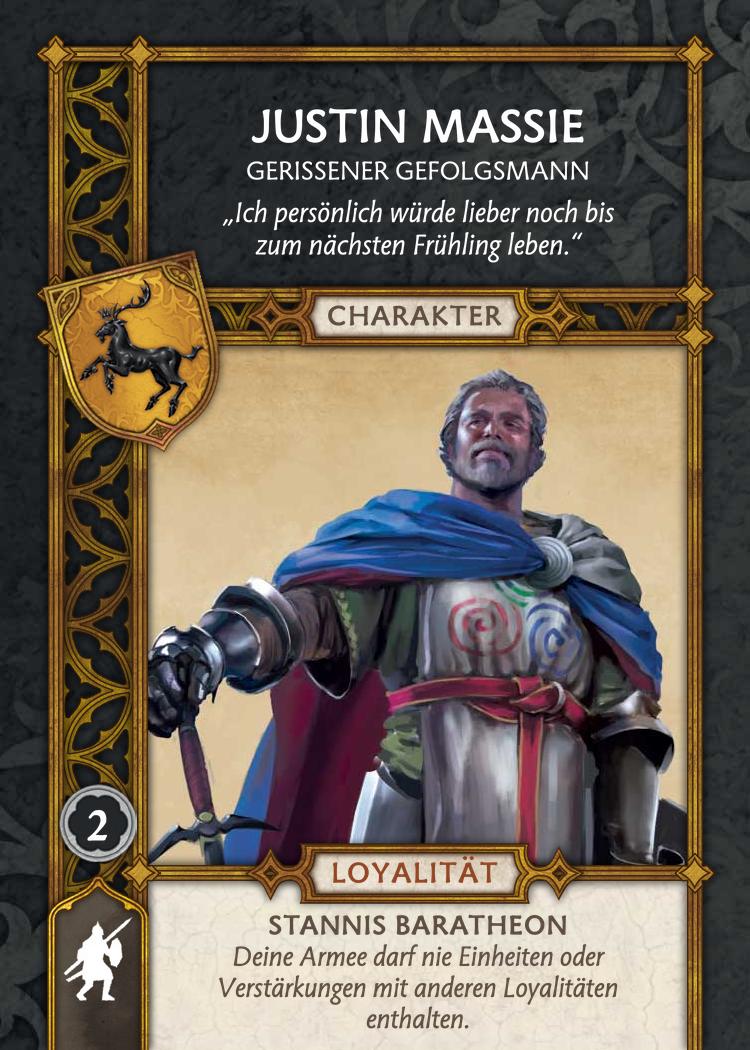 JUSTIN MASSIE
GERISSENER GEFOLGSMANN
„Ich persönlich würde lieber noch bis
zum nächsten Frühling leben.“
CHARAKTER
2
LOYALITÄT
STANNIS BARATHEON
Deine Armee darf nie Einheiten oder
Verstärkungen mit anderen Loyalitäten
enthalten.